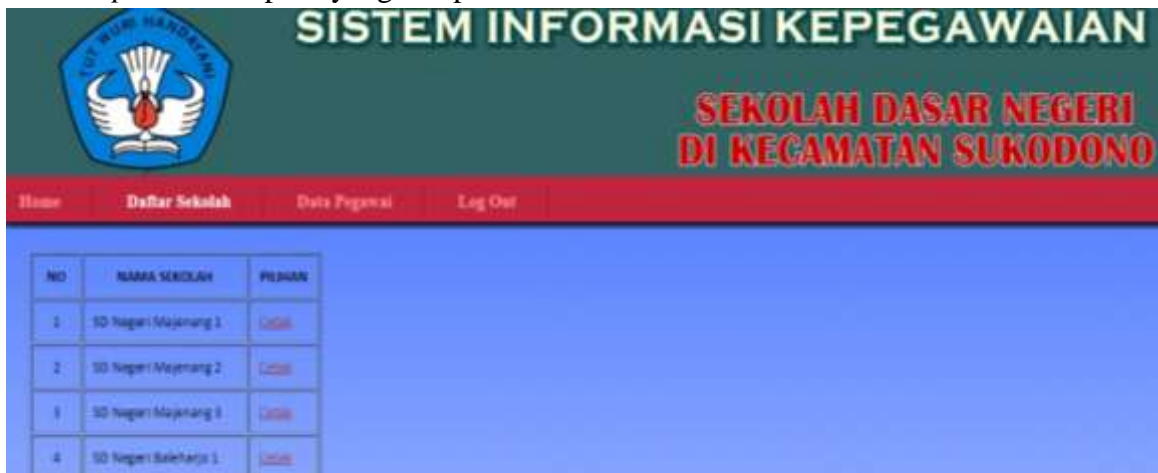 SISTEM INFORMASI KEPEGAWAIAN
TUT WURI HANDAYANI
SEKOLAH DASAR NEGERI
DI KECAMATAN SUKODONO
Home Daftar Sekolah Data Pegawai Log Out
NO NAMA SEKOLAH PILIHAN
1 SD Negeri Majenang 1 Cetak
2 SD Negeri Majenang 2 Cetak
3 SD Negeri Majenang 3 Cetak
4 SD Negeri Baleharjo 1 Cetak